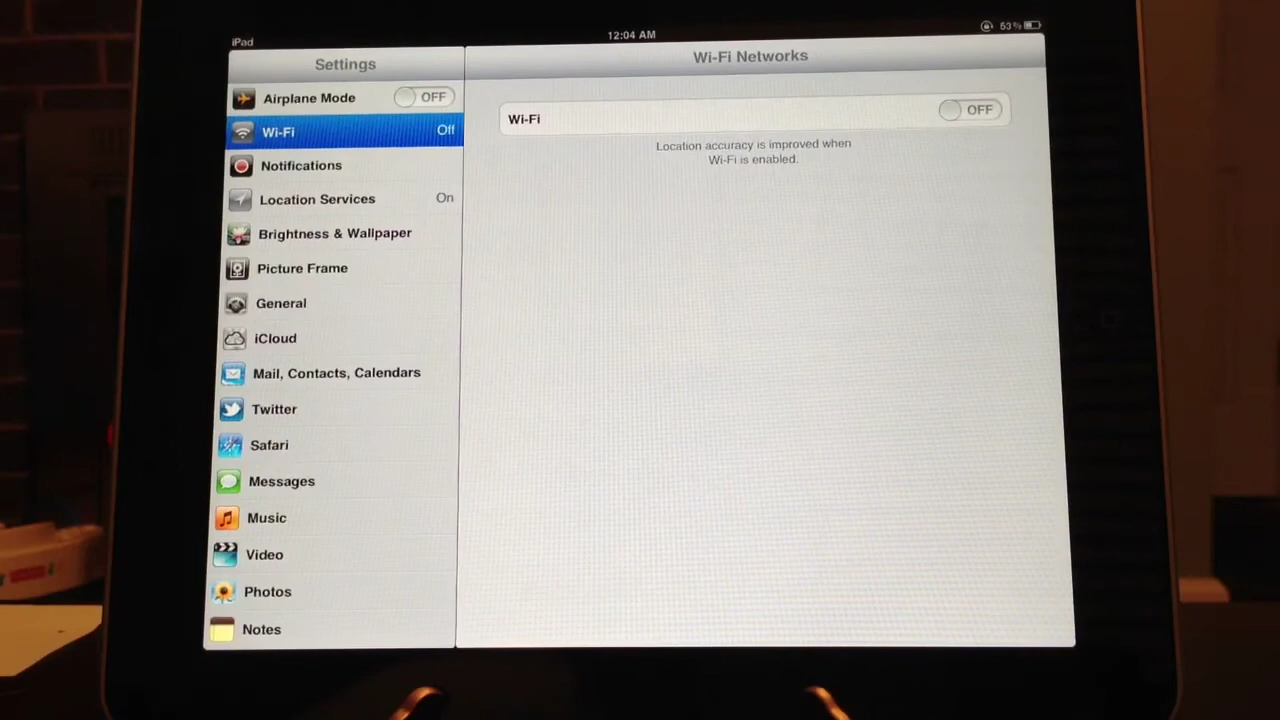 iPad
12:04 AM
63%
Settings
Wi-Fi Networks
Airplane Mode OFF
Wi-Fi Off
Notifications
Location Services On
Brightness & Wallpaper
Picture Frame
General
iCloud
Mail, Contacts, Calendars
Twitter
Safari
Messages
Music
Video
Photos
Notes
Wi-Fi OFF
Location accuracy is improved when
Wi-Fi is enabled.